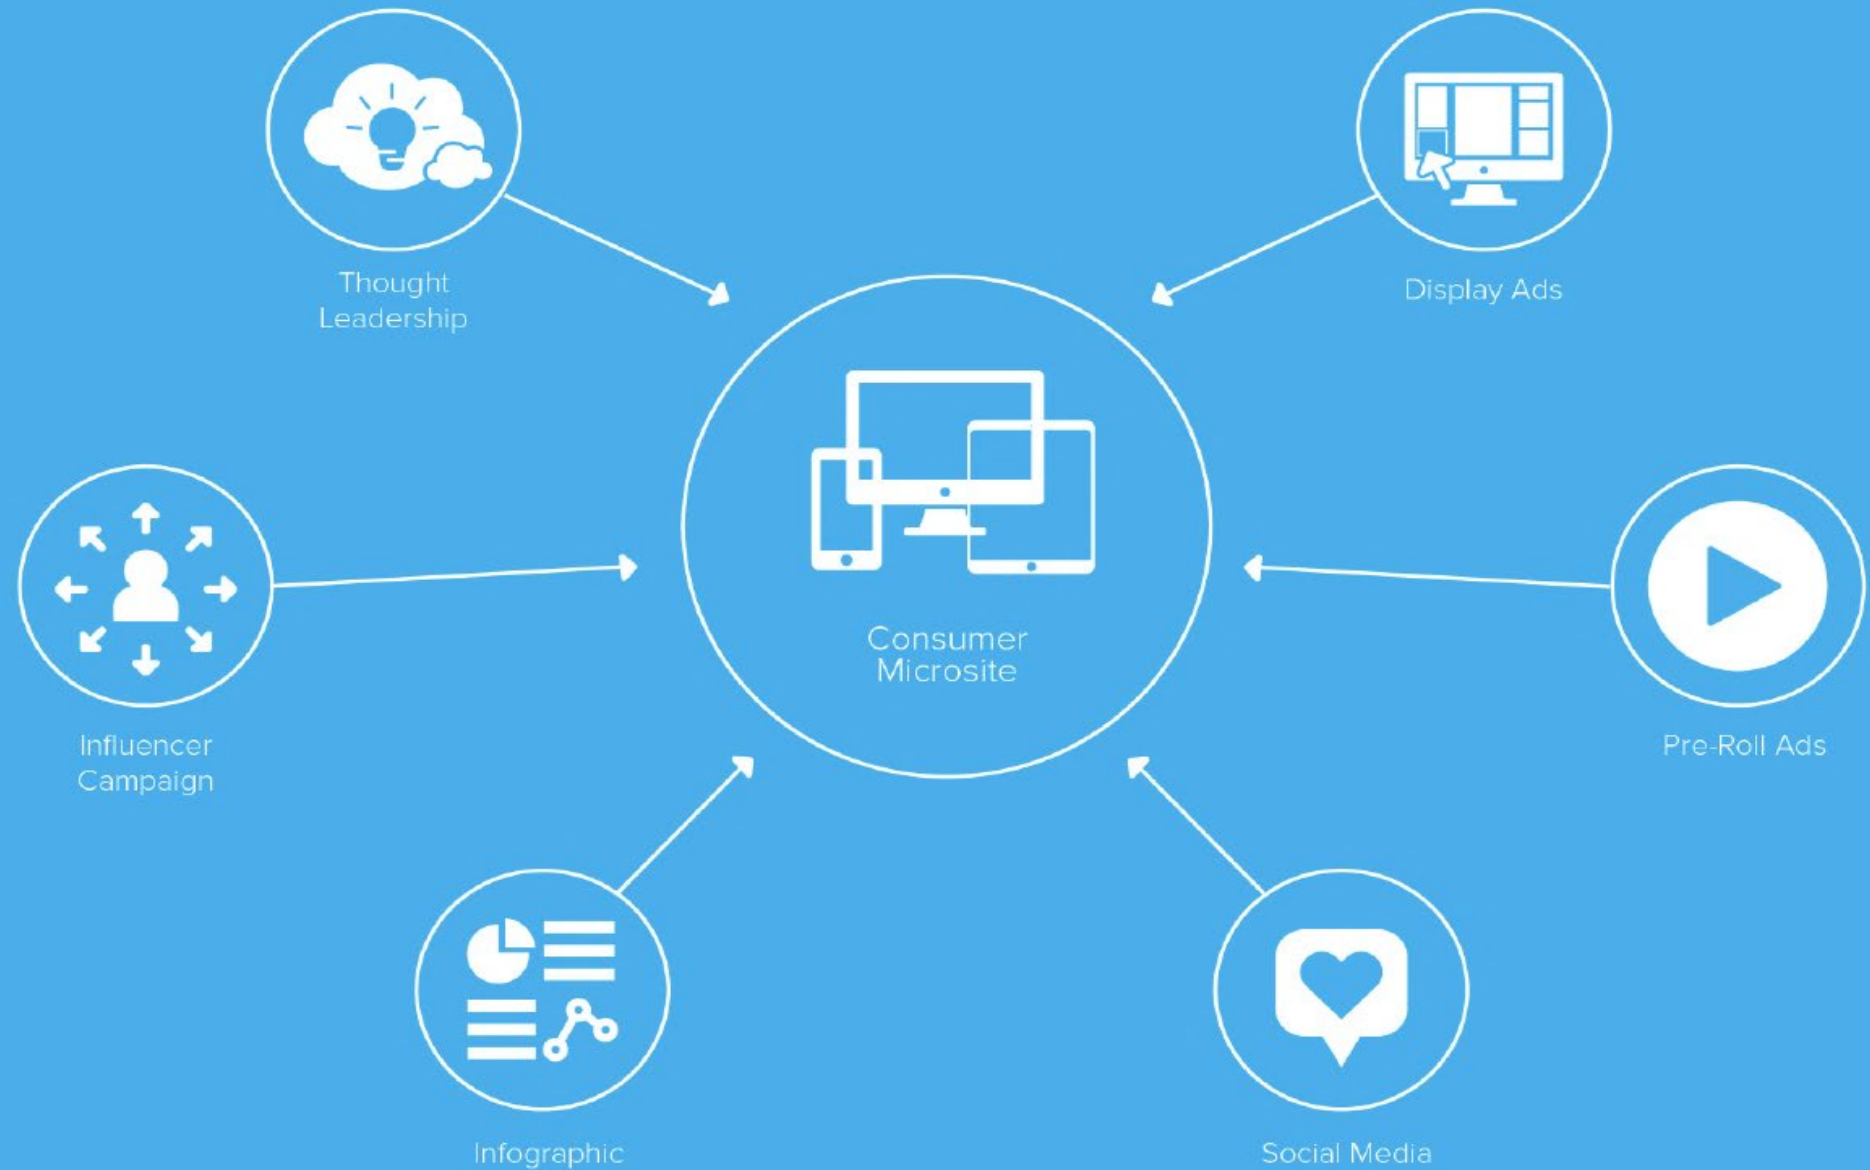 Thought
Leadership
Display Ads
Consumer
Microsite
Influencer
Campaign
Pre-Roll Ads
Infographic
Social Media